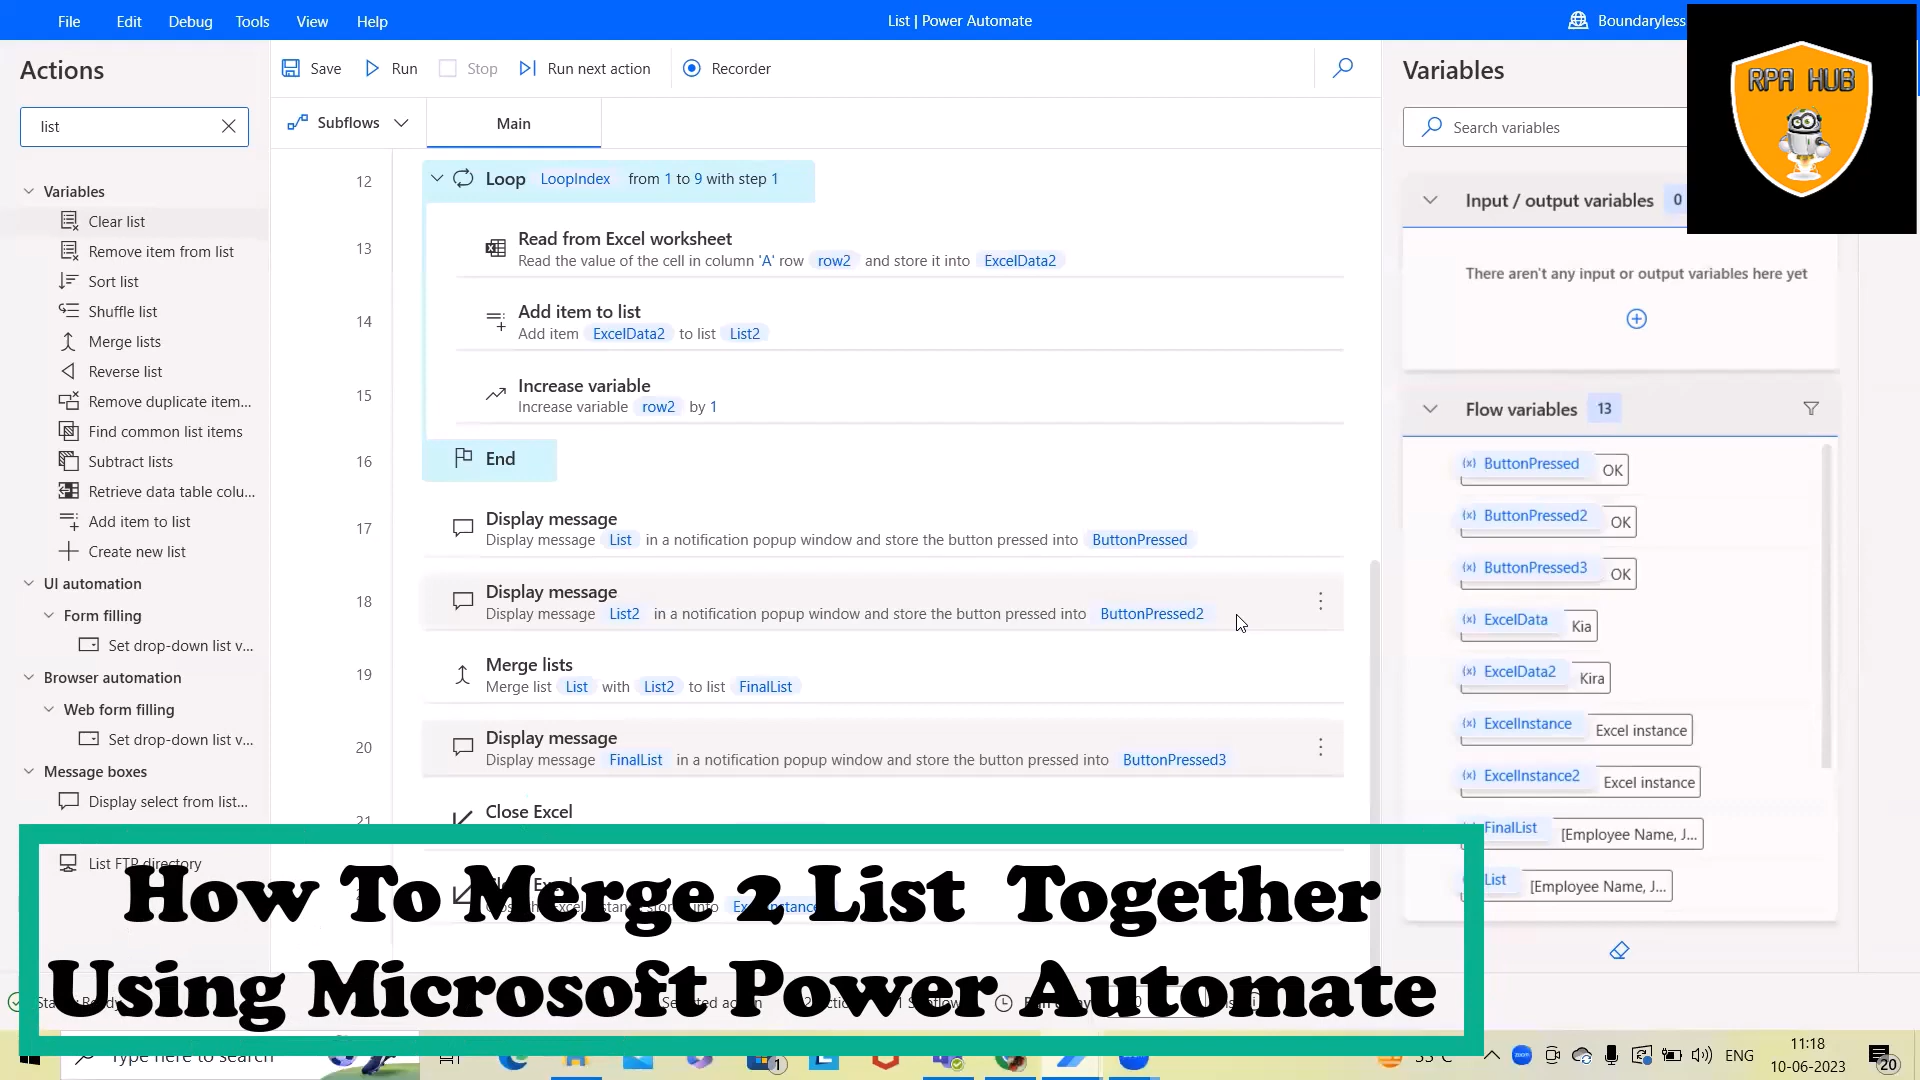 File Edit Debug Tools View Help
List | Power Automate
Boundaryless
RPA HUB
Actions
list
Save Run Stop Run next action Recorder
Subflows Main
Variables
Clear list
Remove item from list
Sort list
Shuffle list
Merge lists
Reverse list
Remove duplicate item...
Find common list items
Subtract lists
Retrieve data table colu...
Add item to list
Create new list
UI automation
Form filling
Set drop-down list v...
Browser automation
Web form filling
Set drop-down list v...
Message boxes
Display select from list...
List FTP directory
12 Loop LoopIndex from 1 to 9 with step 1
13 Read from Excel worksheet
Read the value of the cell in column 'A' row row2 and store it into ExcelData2
14 Add item to list
Add item ExcelData2 to list List2
15 Increase variable
Increase variable row2 by 1
16 End
17 Display message
Display message List in a notification popup window and store the button pressed into ButtonPressed
18 Display message
Display message List2 in a notification popup window and store the button pressed into ButtonPressed2
19 Merge lists
Merge list List with List2 to list FinalList
20 Display message
Display message FinalList in a notification popup window and store the button pressed into ButtonPressed3
21 Close Excel
Variables
Search variables
Input / output variables 0
There aren't any input or output variables here yet
Flow variables 13
(x) ButtonPressed OK
(x) ButtonPressed2 OK
(x) ButtonPressed3 OK
(x) ExcelData Kia
(x) ExcelData2 Kira
(x) ExcelInstance Excel instance
(x) ExcelInstance2 Excel instance
FinalList [Employee Name, J...
List [Employee Name, J...
How To Merge 2 List Together
Using Microsoft Power Automate
Type here to search
ENG
11:18
10-06-2023
20